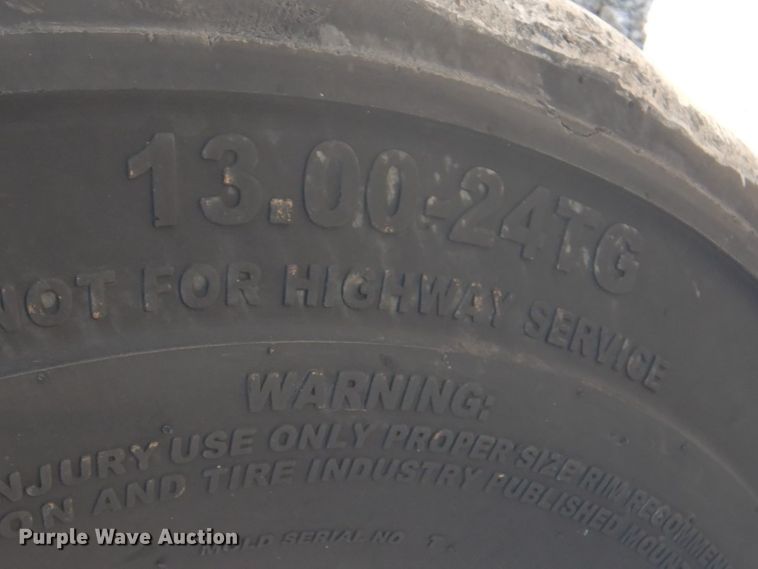 13.00-24TG
NOT FOR HIGHWAY SERVICE
WARNING:
INJURY USE ONLY PROPER SIZE RIM RECOMMEN
ON AND TIRE INDUSTRY PUBLISHED MOUNT
MOLD SERIAL NO T
Purple Wave Auction